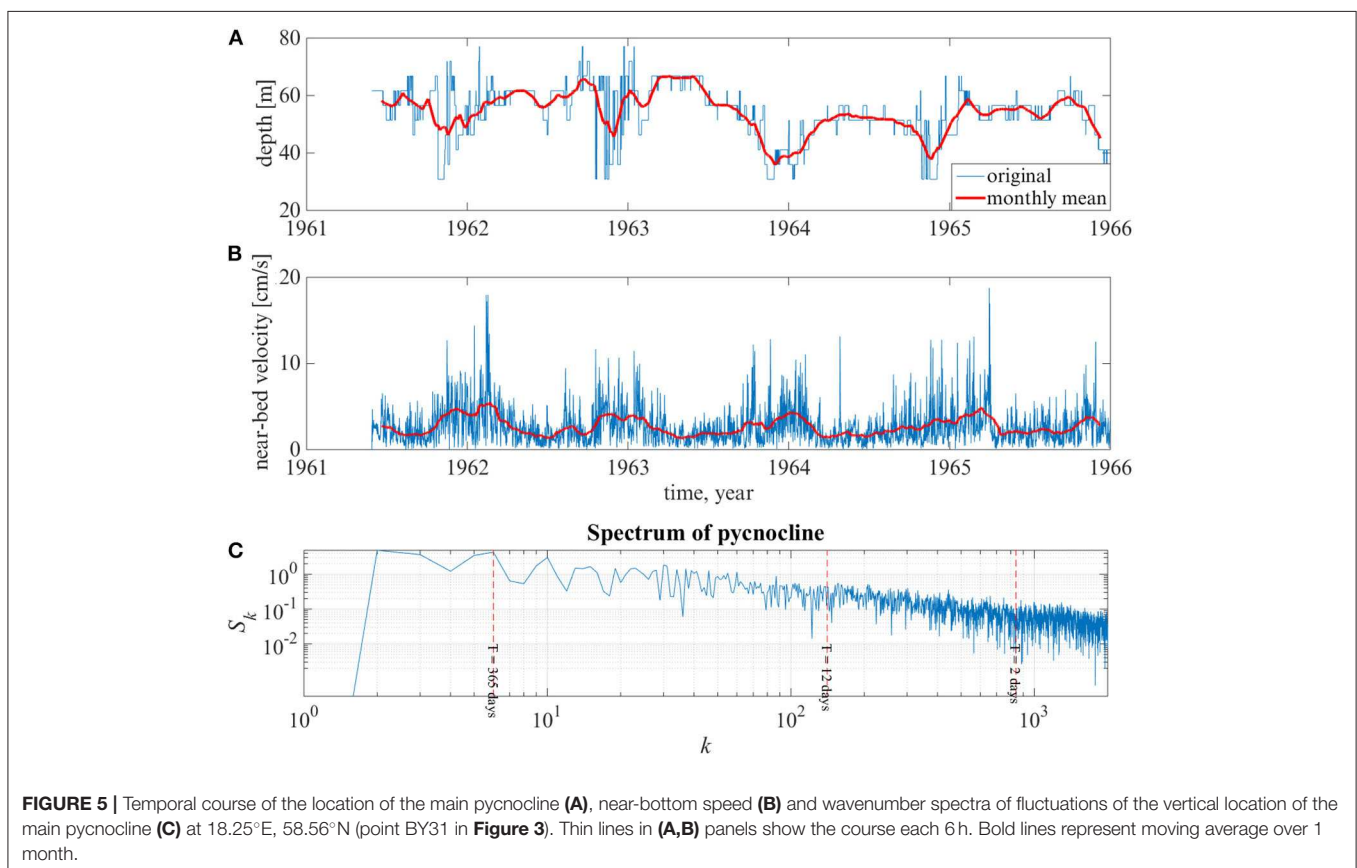 A
80
60
40
20
depth [m]
original
monthly mean
1961
1962
1963
1964
1965
1966
B
20
10
0
near-bed velocity [cm/s]
1961
1962
1963
1964
1965
1966
time, year
Spectrum of pycnocline
C
10^0
10^-1
10^-2
S_k
T = 365 days
T = 12 days
T = 2 days
10^0
10^1
10^2
10^3
k
FIGURE 5 | Temporal course of the location of the main pycnocline (A), near-bottom speed (B) and wavenumber spectra of fluctuations of the vertical location of the
main pycnocline (C) at 18.25°E, 58.56°N (point BY31 in Figure 3). Thin lines in (A,B) panels show the course each 6 h. Bold lines represent moving average over 1
month.